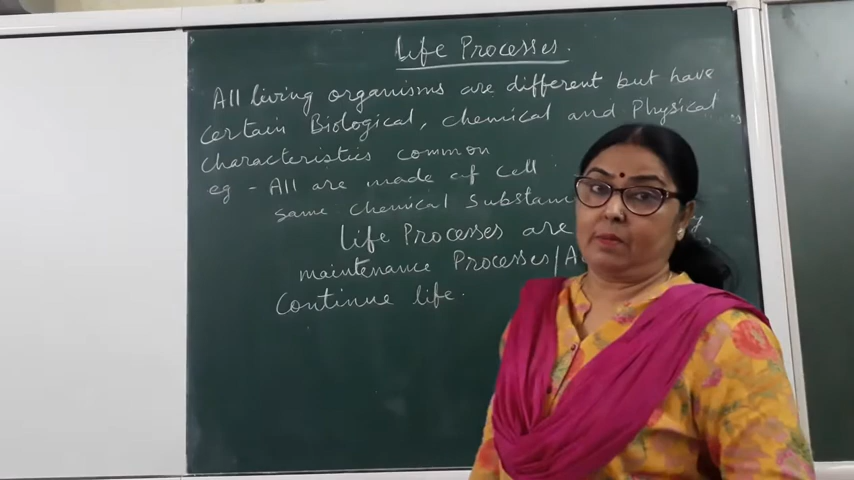 Life Processes.
All living organisms are different but have
certain Biological, chemical and Physical
characteristics common
eg - All are made of cell
same chemical Substan
Life Processes are
maintenance Processes/A
Continue life.